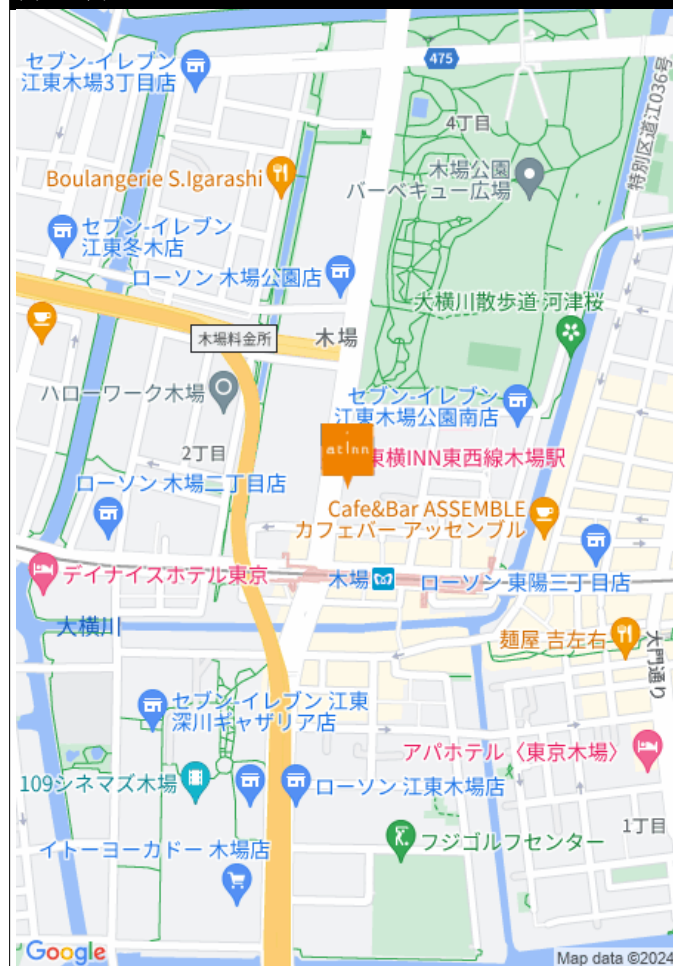 セブン-イレブン
江東木場3丁目店
475
特別区道江036号
4丁目
木場公園
バーベキュー広場
Boulangerie S.Igarashi
セブン-イレブン
江東冬木店
ローソン 木場公園店
大横川散歩道 河津桜
木場料金所
木場
ハローワーク木場
セブン-イレブン
江東木場公園南店
at inn
東横INN東西線木場駅
2丁目
ローソン 木場二丁目店
Cafe&Bar ASSEMBLE
カフェバー アッセンブル
デイナイスホテル東京
木場
ローソン 東陽三丁目店
大横川
麺屋 吉左右
大門通り
セブン-イレブン 江東
深川ギャザリア店
アパホテル〈東京木場〉
109シネマズ木場
ローソン 江東木場店
1丁目
フジゴルフセンター
イトーヨーカドー 木場店
Google
Map data ©2024